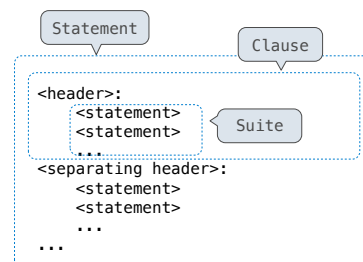 Statement
Clause
<header>:
<statement>
<statement>
...
Suite
<separating header>:
<statement>
<statement>
...
...